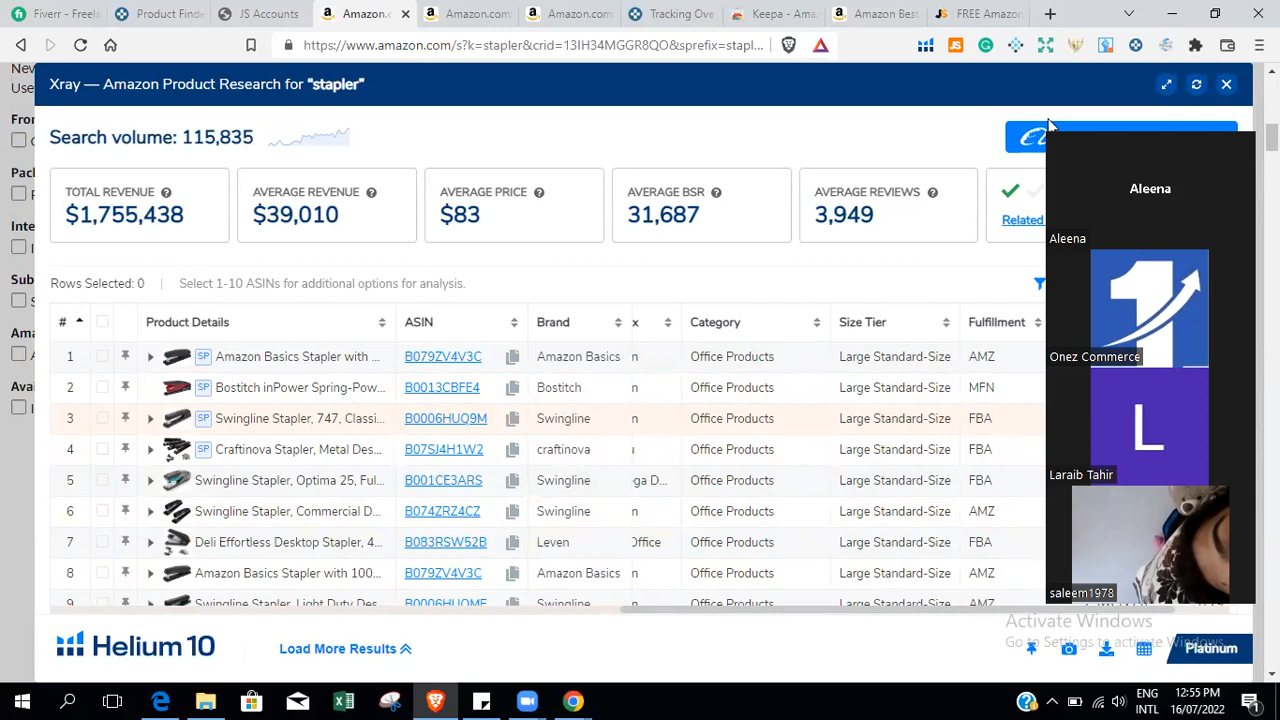 Fiverr - Freela
Product Finde
JS Accounts
Amazon.c
Amazon.com
Amazon.com
Tracking Ove
Keepa - Ama
Amazon Best
FREE Amazon
https://www.amazon.com/s?k=stapler&crid=13IH34MGGR8QO&sprefix=stapl...
New
Use
From
Pack
Inte
Sub
Ama
Avai
Xray — Amazon Product Research for "stapler"
Search volume: 115,835
TOTAL REVENUE
$1,755,438
AVERAGE REVENUE
$39,010
AVERAGE PRICE
$83
AVERAGE BSR
31,687
AVERAGE REVIEWS
3,949
Related
Rows Selected: 0
Select 1-10 ASINs for additional options for analysis.
# Product Details ASIN Brand x Category Size Tier Fulfillment
1 SP Amazon Basics Stapler with ... B079ZV4V3C Amazon Basics Office Products Large Standard-Size AMZ
2 SP Bostitch inPower Spring-Pow... B0013CBFE4 Bostitch Office Products Large Standard-Size MFN
3 SP Swingline Stapler, 747, Classi... B0006HUQ9M Swingline n Office Products Large Standard-Size FBA
4 SP Craftinova Stapler, Metal Des... B07SJ4H1W2 craftinova Office Products Large Standard-Size FBA
5 Swingline Stapler, Optima 25, Ful... B001CE3ARS Swingline ga D... Office Products Large Standard-Size FBA
6 Swingline Stapler, Commercial D... B074ZRZ4CZ Swingline n Office Products Large Standard-Size AMZ
7 Deli Effortless Desktop Stapler, 4... B083RSW52B Leven Office Office Products Large Standard-Size FBA
8 Amazon Basics Stapler with 100... B079ZV4V3C Amazon Basics Office Products Large Standard-Size AMZ
9 Swingline Stapler, Light Duty Des Swingline
Aleena
Aleena
Onez Commerce
L
Laraib Tahir
saleem1978
Activate Windows
Go to Settings to activate Windows.
Helium 10
Load More Results
Platinum
ENG
INTL
12:55 PM
16/07/2022
1